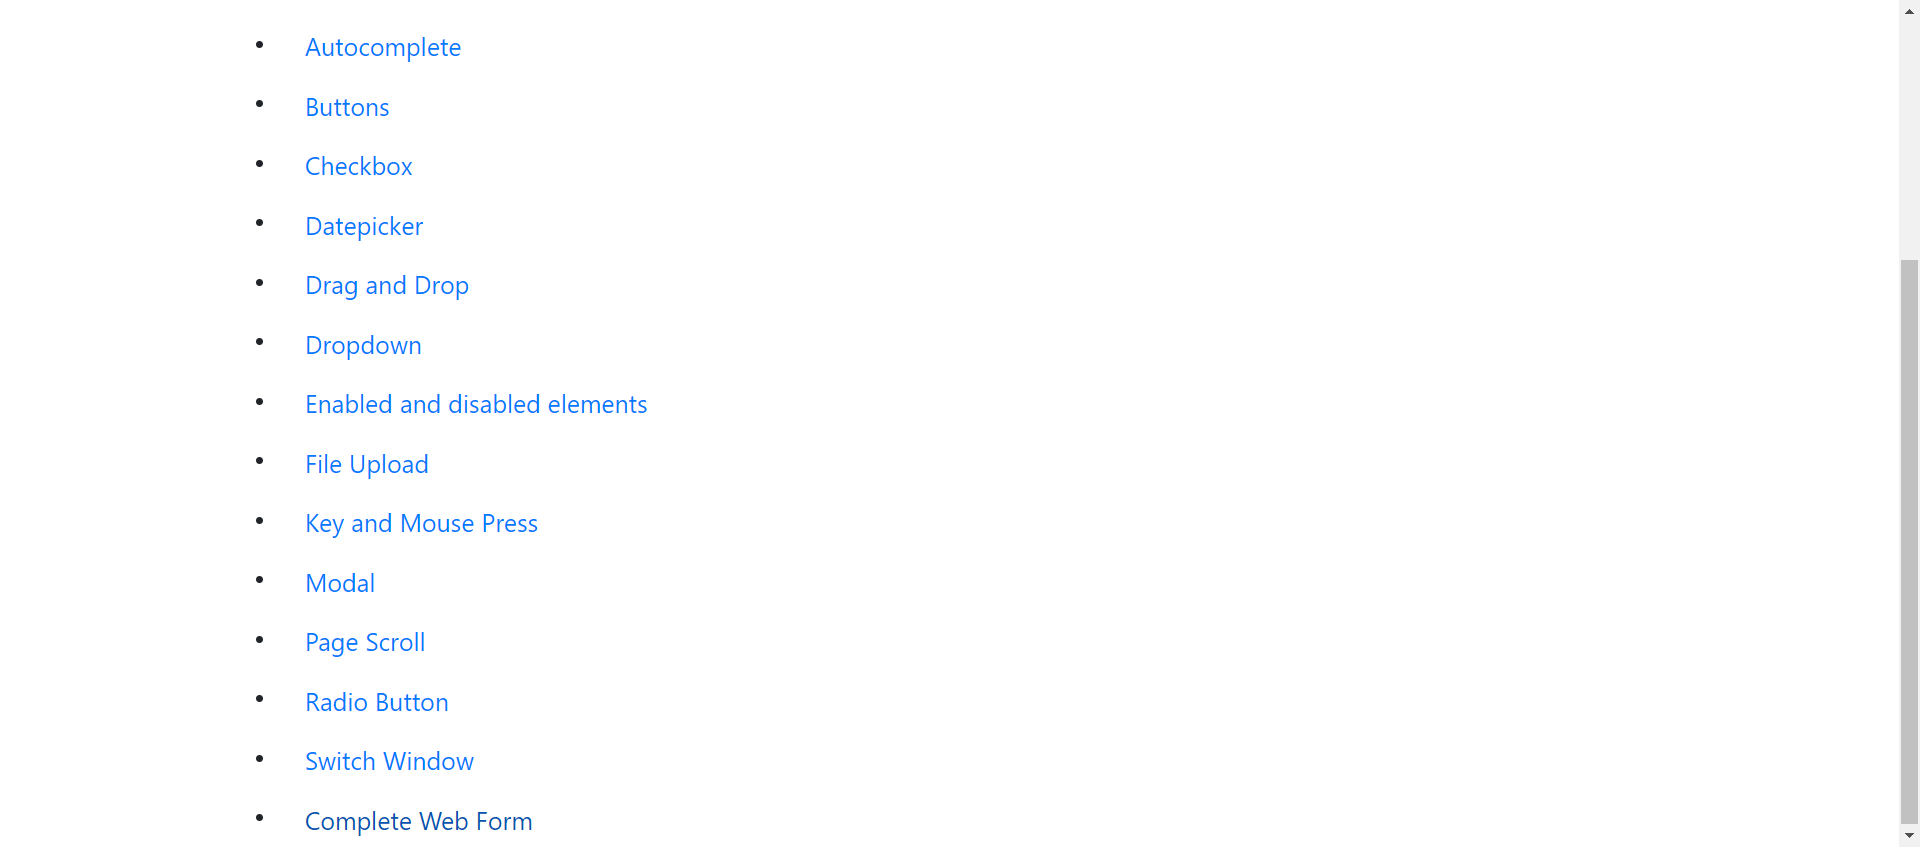 Autocomplete
Buttons
Checkbox
Datepicker
Drag and Drop
Dropdown
Enabled and disabled elements
File Upload
Key and Mouse Press
Modal
Page Scroll
Radio Button
Switch Window
Complete Web Form